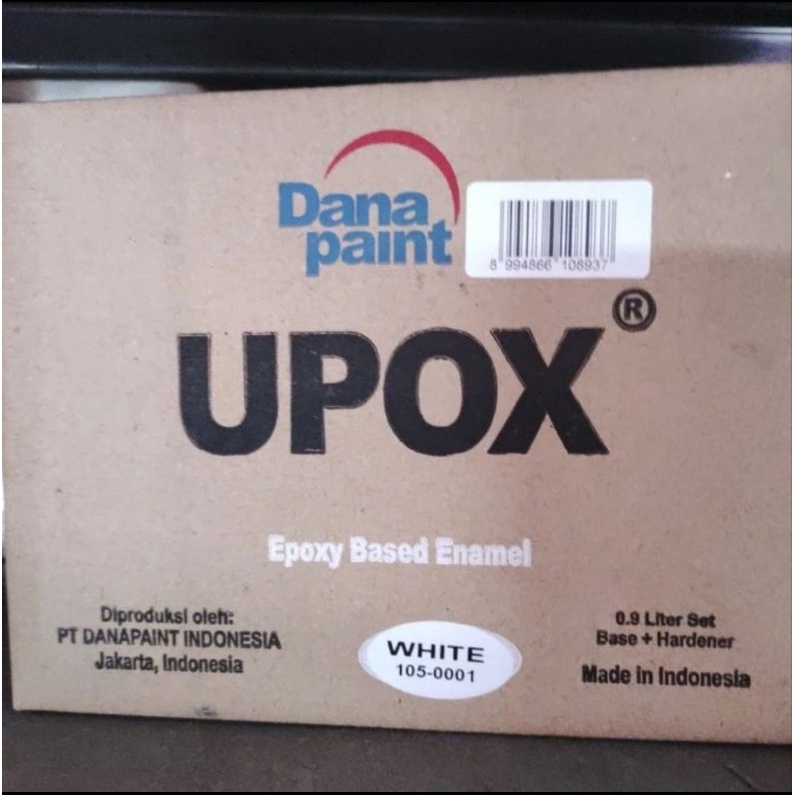 Dana
paint
8 994866 108937
UPOX®
Epoxy Based Enamel
Diproduksi oleh:
PT DANAPAINT INDONESIA
Jakarta, Indonesia
WHITE
105-0001
0.9 Liter Set
Base + Hardener
Made in Indonesia